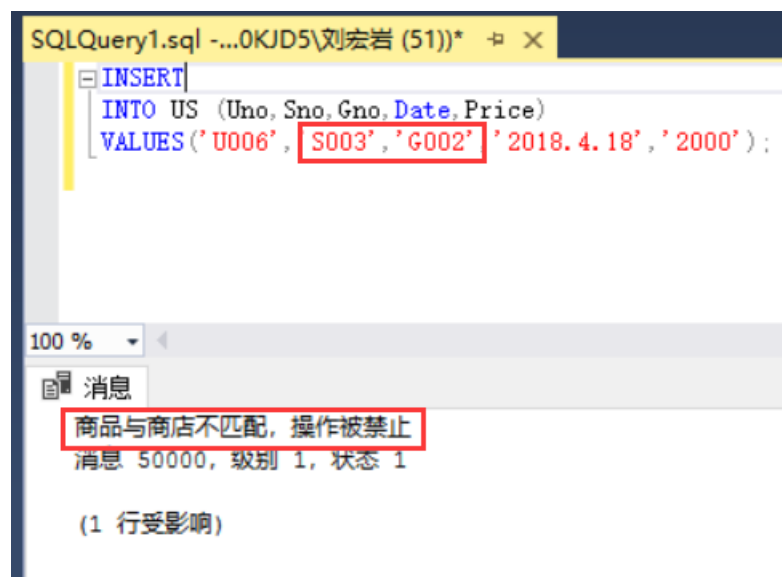 SQLQuery1.sql -...0KJD5\刘宏岩 (51))*
INSERT
INTO US (Uno,Sno,Gno,Date,Price)
VALUES('U006','S003','G002','2018.4.18','2000');
100 %
消息
商品与商店不匹配, 操作被禁止
消息 50000, 级别 1, 状态 1
(1 行受影响)